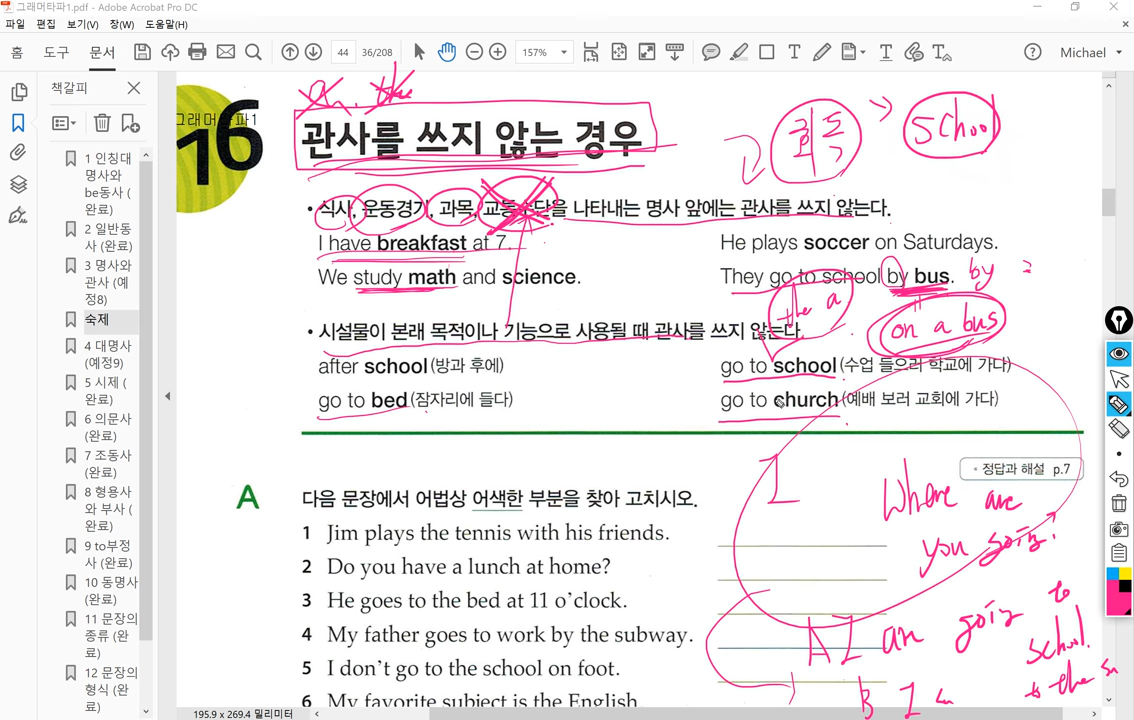 그래머타파1.pdf - Adobe Acrobat Pro DC
파일 편집 보기(V) 창(W) 도움말(H)
홈 도구 문서 44 36/208 157% Michael
책갈피
1 인칭대
명사와
be동사 (
완료)
2 일반동
사 (완료)
3 명사와
관사 (예
정8)
숙제
4 대명사
(예정9)
5 시제 (
완료)
6 의문사
(완료)
7 조동사
(완료)
8 형용사
와 부사 (
완료)
9 to부정
사 (완료)
10 동명사
(완료)
11 문장의
종류 (완
료)
12 문장의
형식 (완
료)
an, the
그래머타파1
16
관사를 쓰지 않는 경우
School
• 식사, 운동경기, 과목, 교통수단을 나타내는 명사 앞에는 관사를 쓰지 않는다.
I have breakfast at 7.
He plays soccer on Saturdays.
We study math and science.
They go to school by bus.
by
the a
on a bus
• 시설물이 본래 목적이나 기능으로 사용될 때 관사를 쓰지 않는다.
after school(방과 후에)
go to school(수업 들으러 학교에 가다)
go to bed(잠자리에 들다)
go to church(예배 보러 교회에 가다)
• 정답과 해설 p.7
A 다음 문장에서 어법상 어색한 부분을 찾아 고치시오.
1 Jim plays the tennis with his friends.
2 Do you have a lunch at home?
3 He goes to the bed at 11 o'clock.
4 My father goes to work by the subway.
5 I don't go to the school on foot.
6 My favorite subject is the English.
I
Where are
you going?
A I am going to
school.
to the
B I
195.9 x 269.4 밀리미터